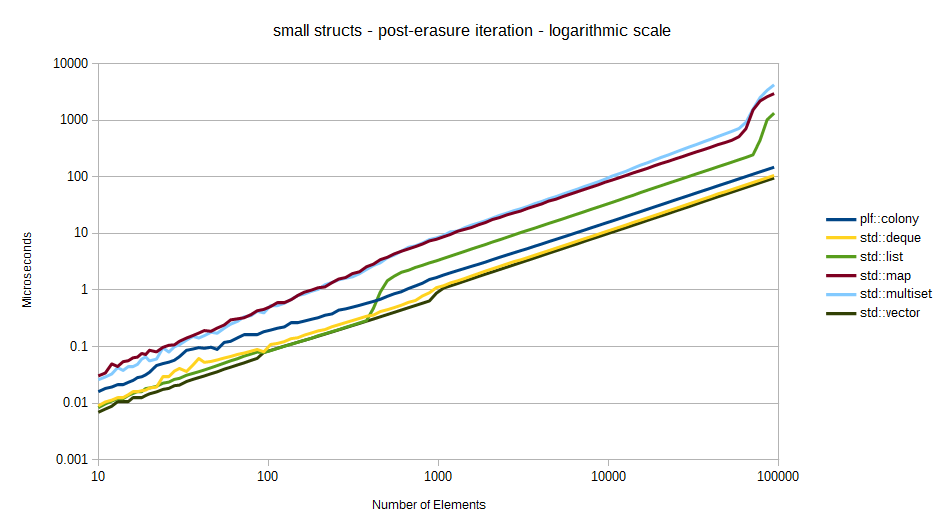 small structs - post-erasure iteration - logarithmic scale
10000
1000
100
10
1
0.1
0.01
0.001
Microseconds
10 100 1000 10000 100000
Number of Elements
plf::colony
std::deque
std::list
std::map
std::multiset
std::vector